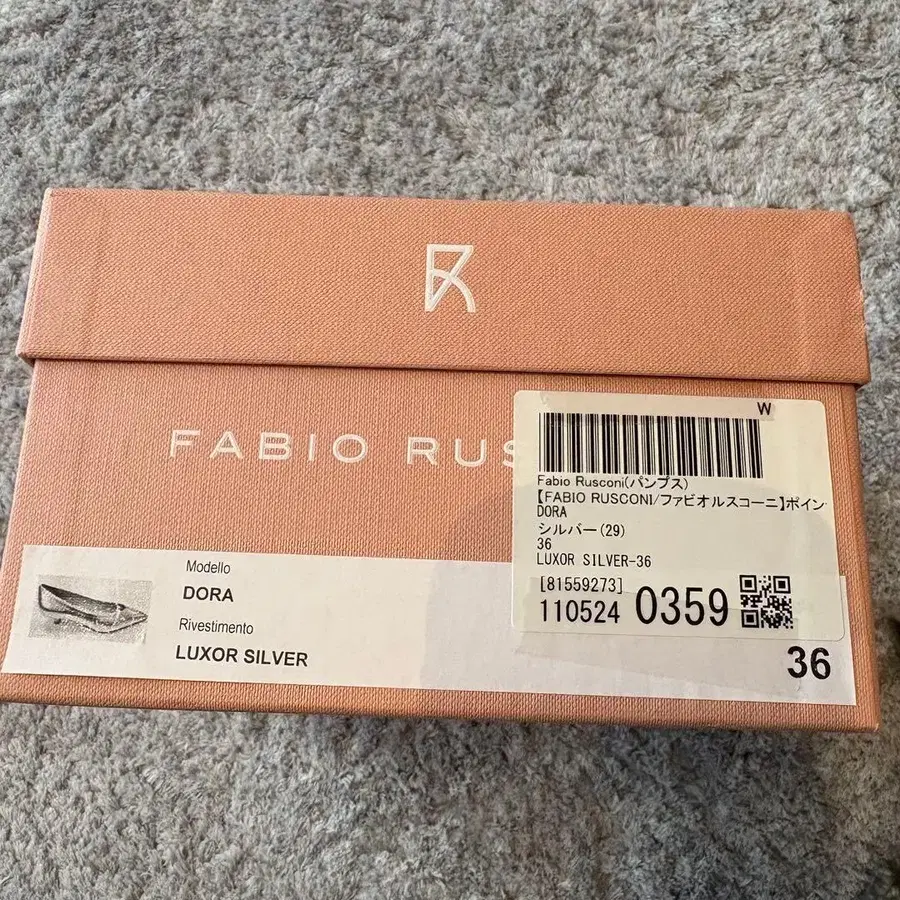 FABIO RUS
W
Fabio Rusconi(パンプス)
【FABIO RUSCONI/ファビオルスコーニ】ポイン
DORA
シルバー(29)
36
LUXOR SILVER-36
[81559273]
110524 0359
Modello
DORA
Rivestimento
LUXOR SILVER
36